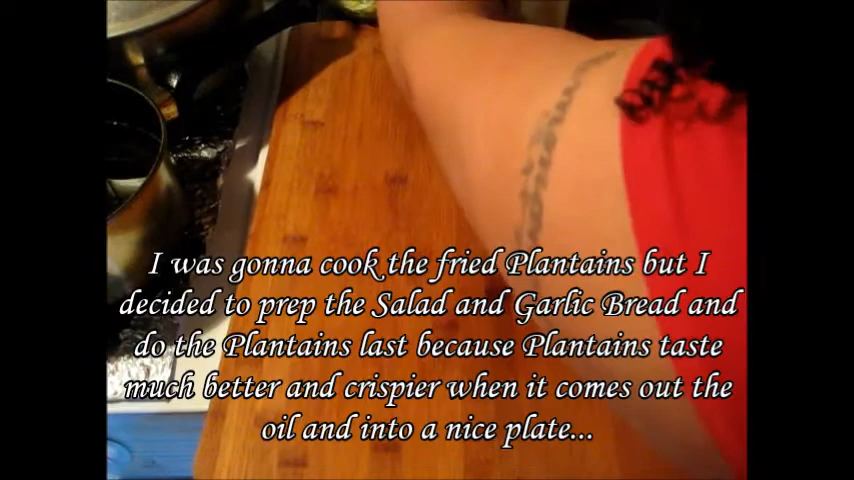 I was gonna cook the fried Plantains but I
decided to prep the Salad and Garlic Bread and
do the Plantains last because Plantains taste
much better and crispier when it comes out the
oil and into a nice plate...